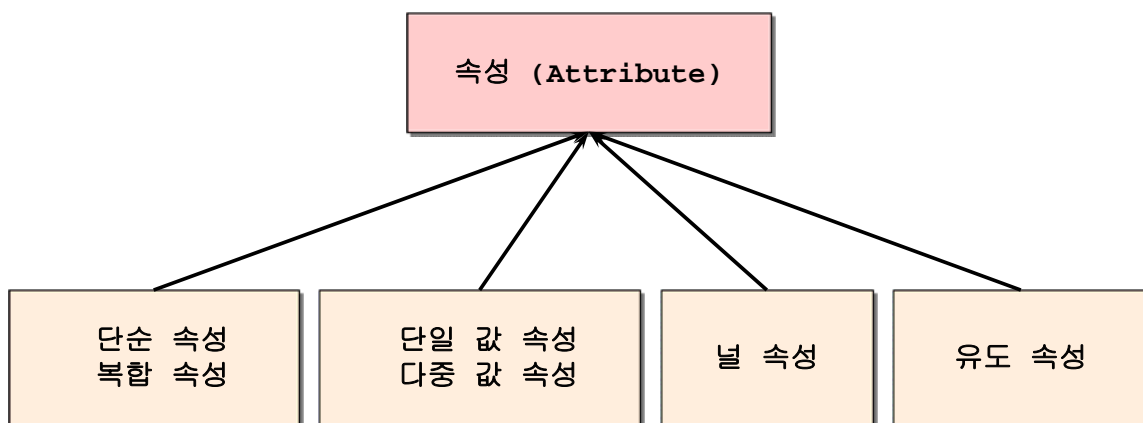 속성 (Attribute)
단순 속성
복합 속성
단일 값 속성
다중 값 속성
널 속성
유도 속성